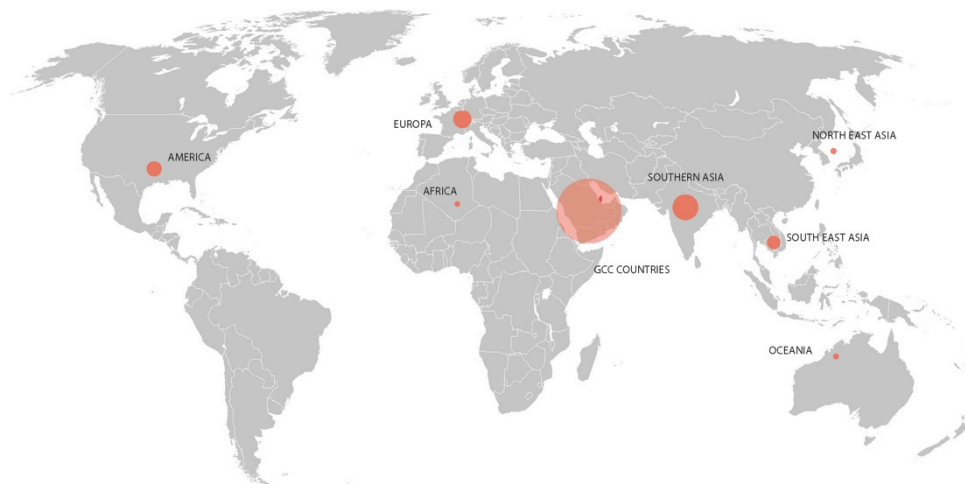 EUROPA
NORTH EAST ASIA
AMERICA
SOUTHERN ASIA
AFRICA
SOUTH EAST ASIA
GCC COUNTRIES
OCEANIA